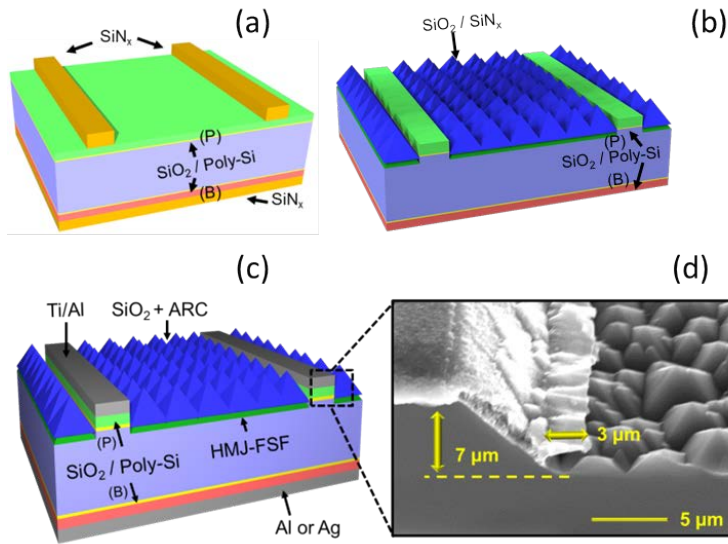 (a)
SiNₓ
(P)
SiO₂ / Poly-Si
(B)
SiNₓ
(b)
SiO₂ / SiNₓ
(P)
SiO₂ / Poly-Si
(B)
(c)
Ti/Al
SiO₂ + ARC
(P)
HMJ-FSF
SiO₂ / Poly-Si
(B)
Al or Ag
(d)
7 μm
3 μm
5 μm